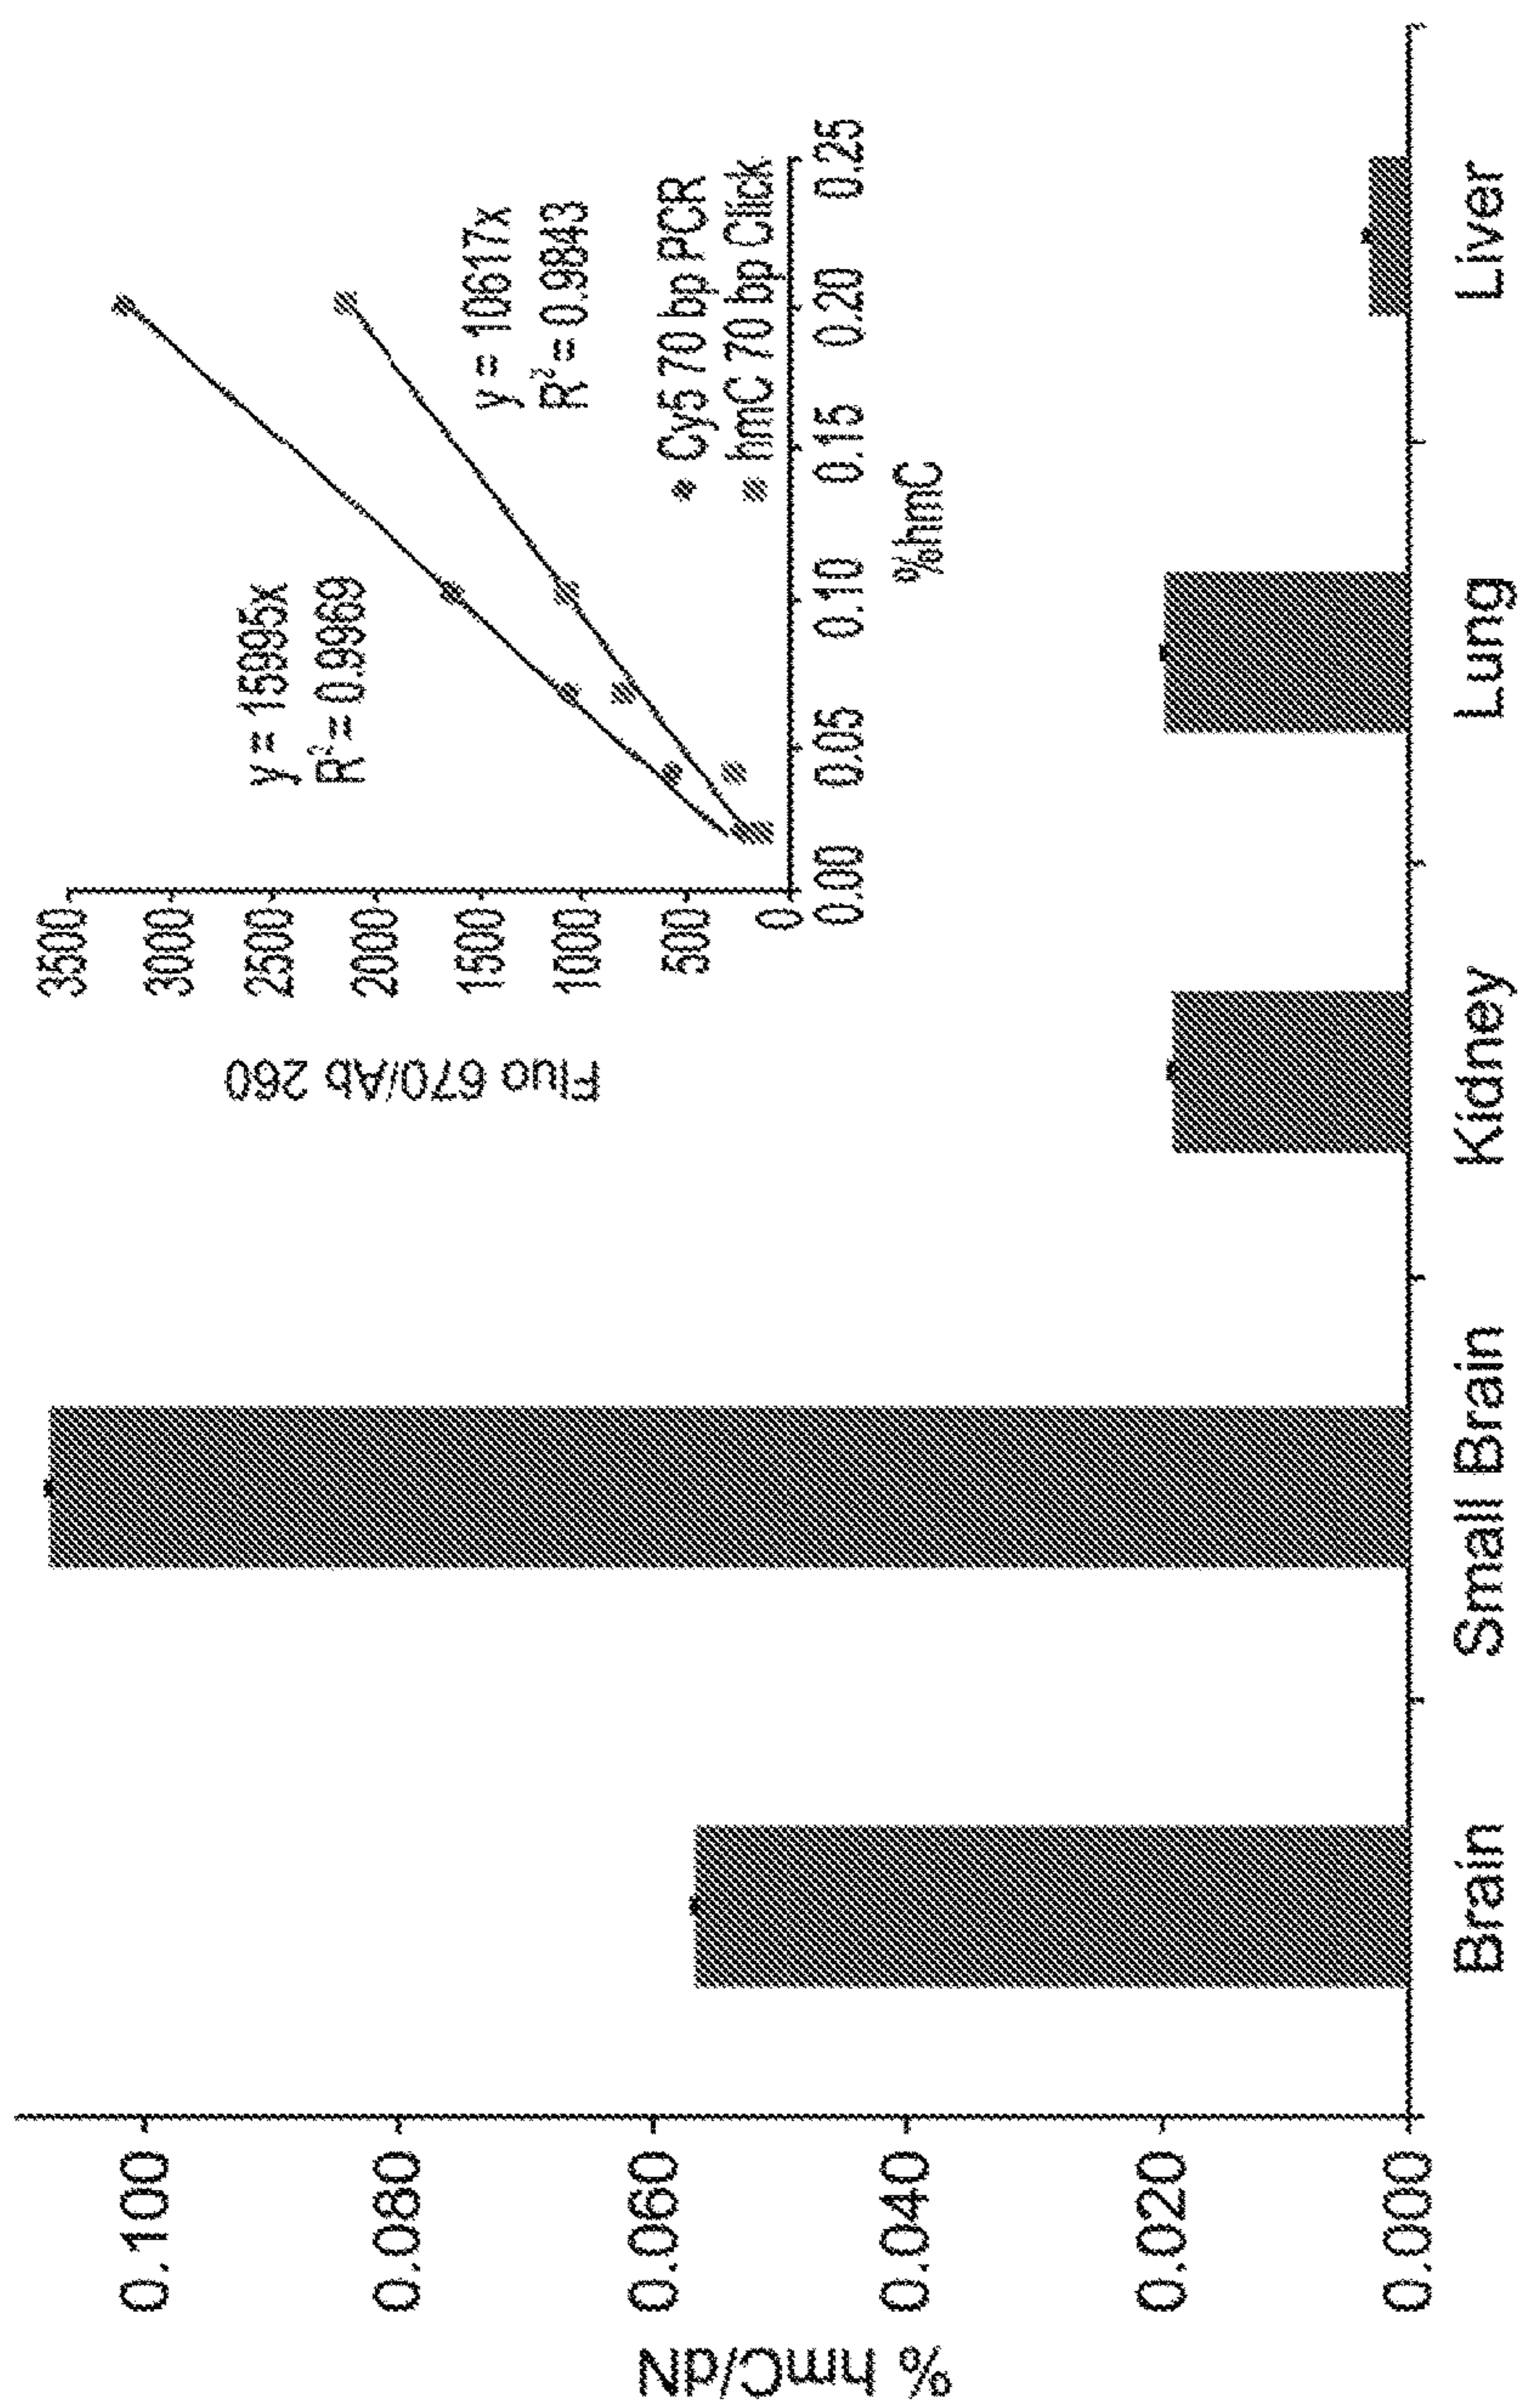 % hmC/dN
0.100
0.080
0.060
0.040
0.020
0.000
Brain
Small Brain
Kidney
Lung
Liver
Fluo 670/Ab 260
3500
3000
2500
2000
1500
1000
500
0
0.00
0.05
0.10
0.15
0.20
0.25
%hmC
y = 15995x
R² = 0.9969
y = 10617x
R² = 0.9843
Cy5 70 bp PCR
hmC 70 bp Click